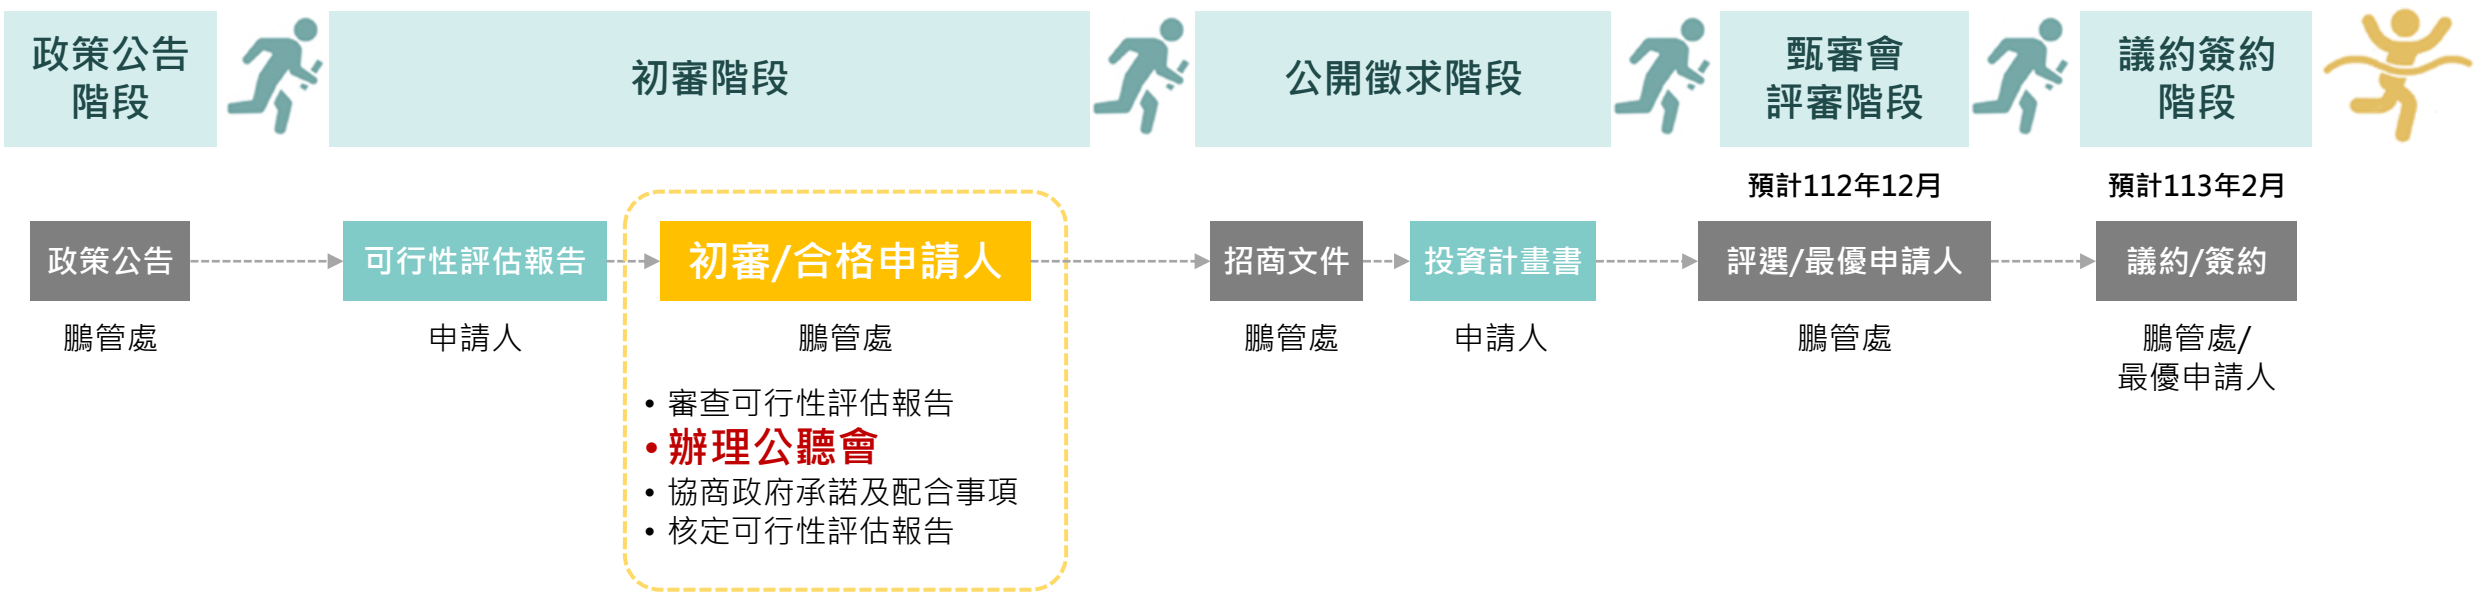 政策公告
階段
初審階段
公開徵求階段
甄審會
評審階段
議約簽約
階段
預計112年12月
預計113年2月
政策公告
可行性評估報告
初審/合格申請人
招商文件
投資計畫書
評選/最優申請人
議約/簽約
鵬管處
申請人
鵬管處
鵬管處
申請人
鵬管處
鵬管處/
最優申請人
• 審查可行性評估報告
• 辦理公聽會
• 協商政府承諾及配合事項
• 核定可行性評估報告